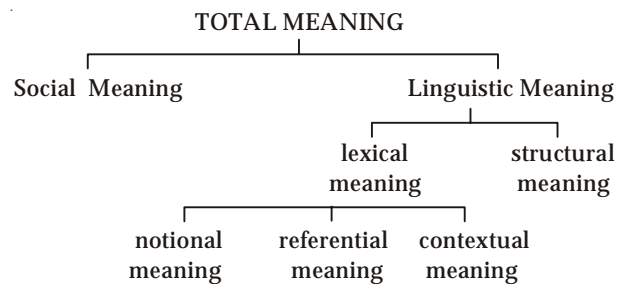 TOTAL MEANING
Social Meaning Linguistic Meaning
lexical structural
meaning meaning
notional referential contextual
meaning meaning meaning